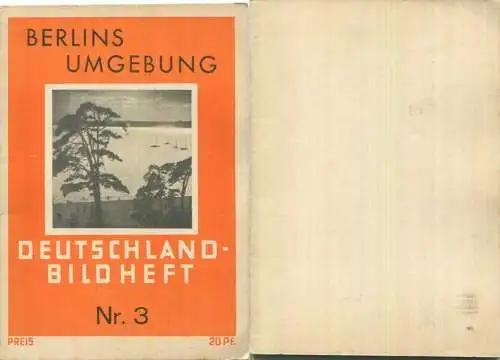 BERLINS
UMGEBUNG
DEUTSCHLAND-
BILDHEFT
Nr. 3
PREIS 20 PF.